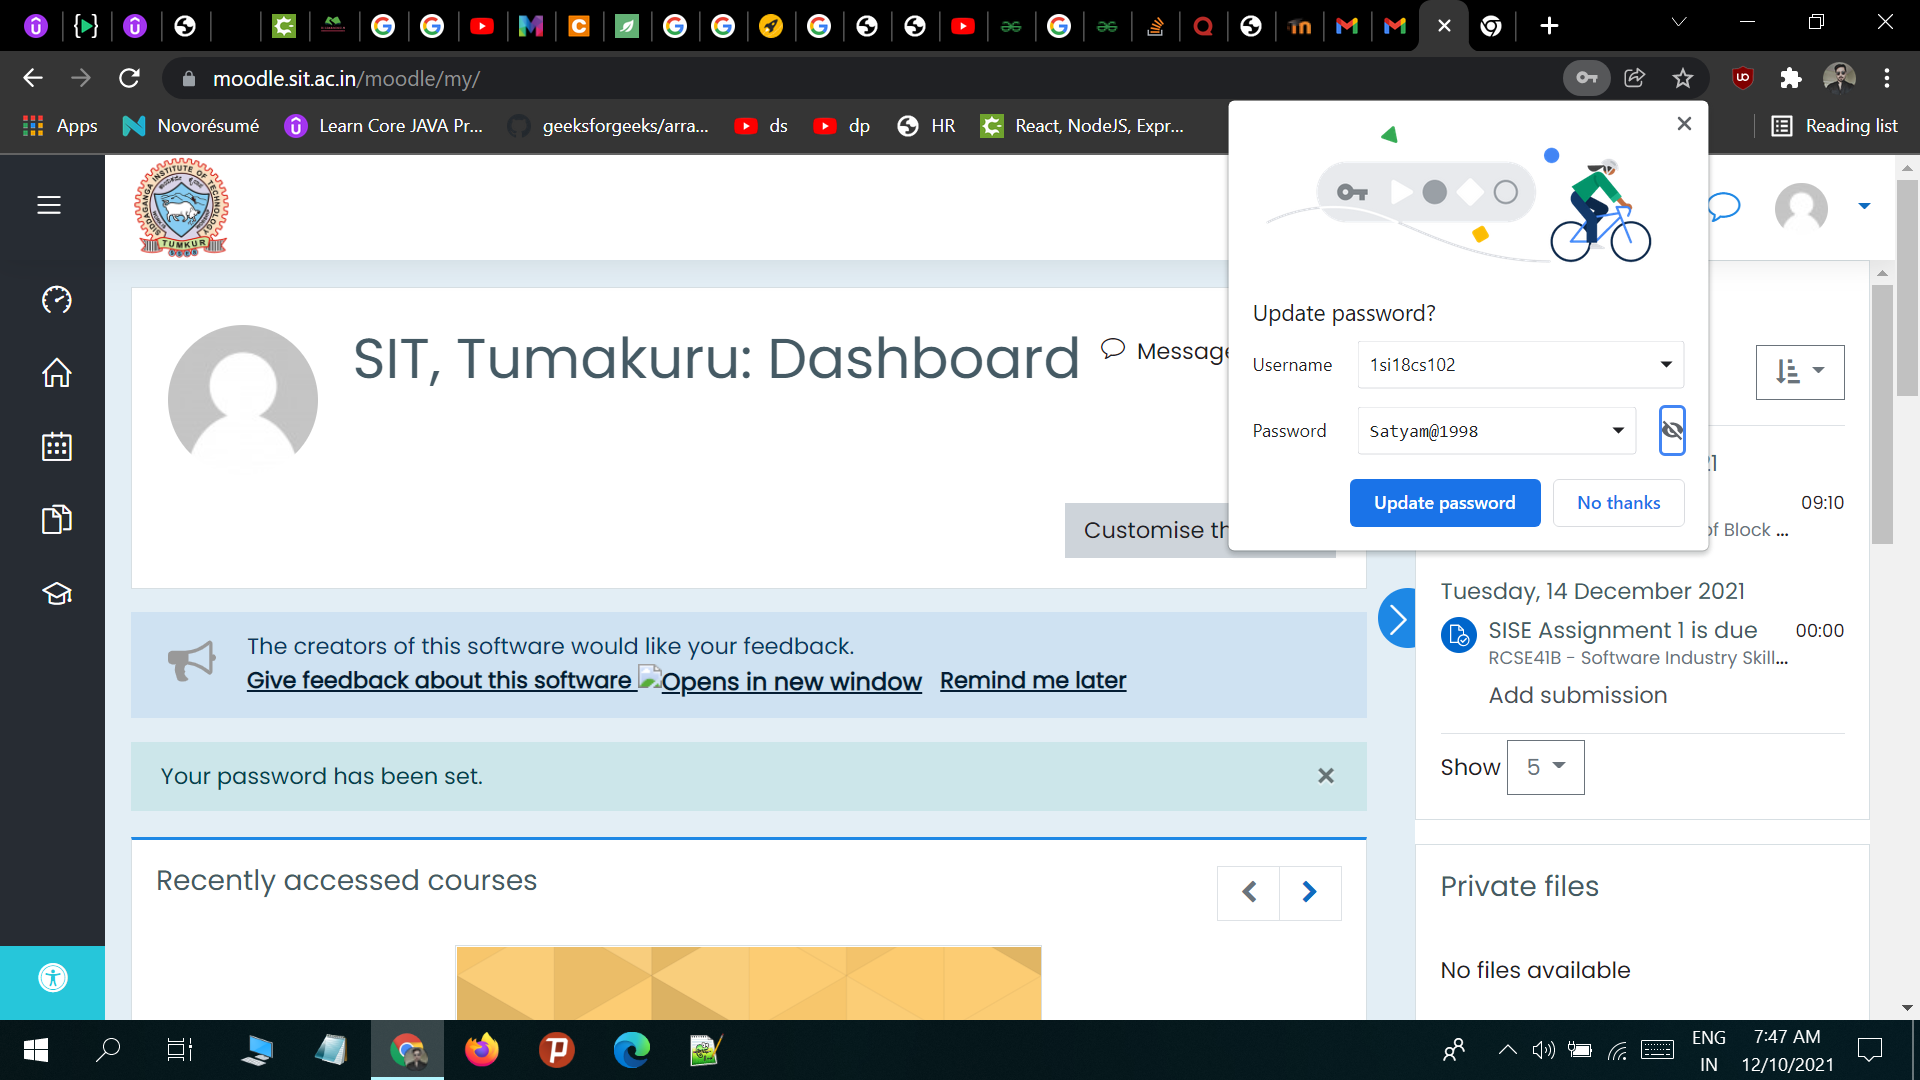 moodle.sit.ac.in/moodle/my/
Apps
Novorésumé
Learn Core JAVA Pr...
geeksforgeeks/arra...
ds
dp
HR
React, NodeJS, Expr...
Reading list
SIDDAGANGA INSTITUTE OF TECHNOLOGY
TUMKUR
Update password?
Username 1si18cs102
Password Satyam@1998
Update password No thanks
SIT, Tumakuru: Dashboard
Message
Customise th
09:10
of Block ...
The creators of this software would like your feedback.
Give feedback about this software Opens in new window Remind me later
Your password has been set.
Recently accessed courses
Tuesday, 14 December 2021
SISE Assignment 1 is due 00:00
RCSE41B - Software Industry Skill...
Add submission
Show 5
Private files
No files available
ENG
IN
7:47 AM
12/10/2021